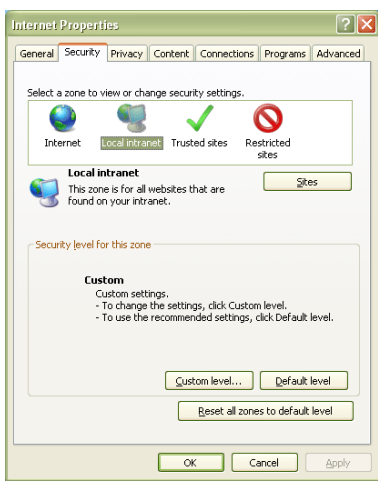 Internet Properties
General Security Privacy Content Connections Programs Advanced
Select a zone to view or change security settings.
Internet Local intranet Trusted sites Restricted sites
Local intranet
This zone is for all websites that are
found on your intranet.
Sites
Security level for this zone
Custom
Custom settings.
- To change the settings, click Custom level.
- To use the recommended settings, click Default level.
Custom level... Default level
Reset all zones to default level
OK Cancel Apply